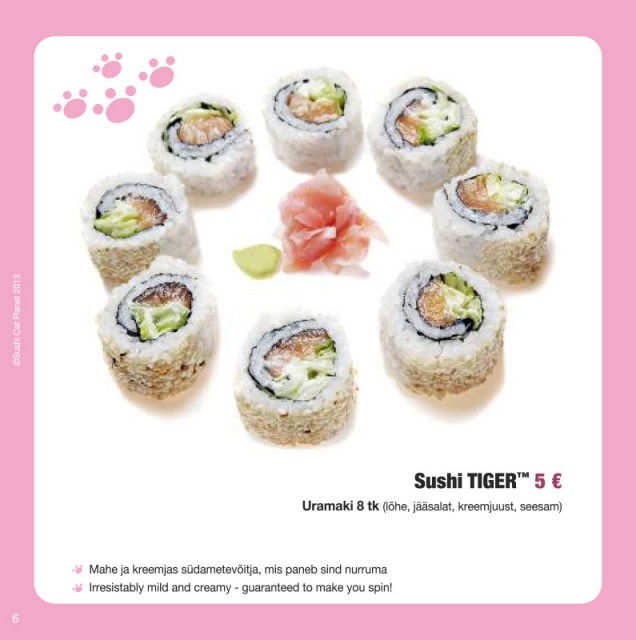 ©Sushi Cat Planet 2013
Sushi TIGER™ 5 €
Uramaki 8 tk (lõhe, jääsalat, kreemjuust, seesam)
Mahe ja kreemjas südametevõitja, mis paneb sind nurruma
Irresistably mild and creamy - guaranteed to make you spin!
6